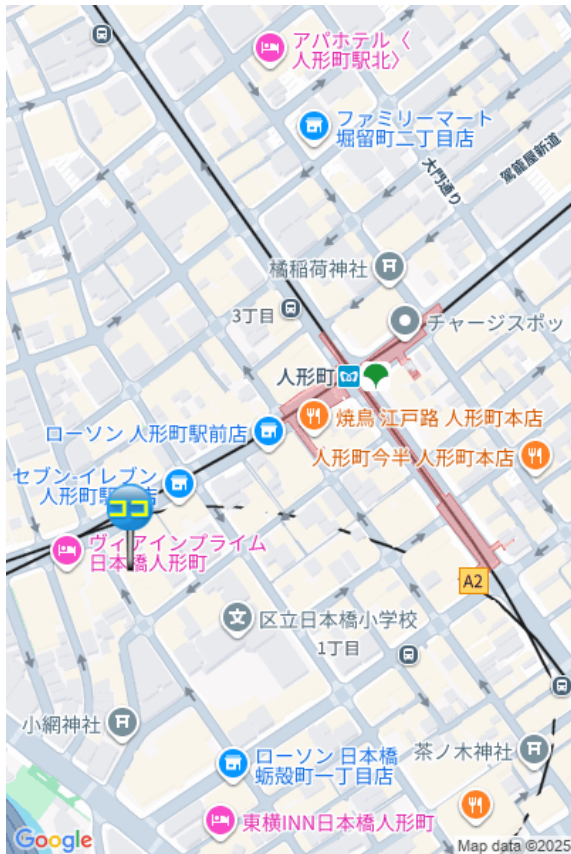 アパホテル〈
人形町駅北〉
ファミリーマート
堀留町二丁目店
大門通り
駕籠屋新道
橘稲荷神社
3丁目
チャージスポッ
人形町
焼鳥 江戸路 人形町本店
ローソン 人形町駅前店
人形町今半 人形町本店
セブン-イレブン
人形町駅 店
ココ
ヴィアインプライム
日本橋人形町
A2
区立日本橋小学校
1丁目
小網神社
茶ノ木神社
ローソン 日本橋
蛎殻町一丁目店
東横INN日本橋人形町
Google
Map data ©2025